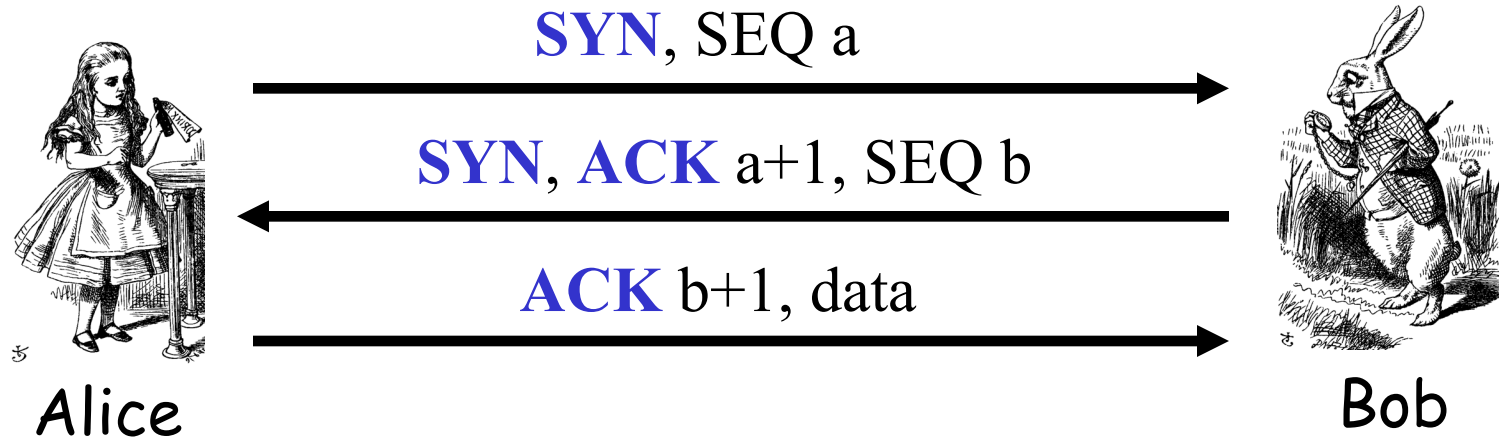 SYN, SEQ a
SYN, ACK a+1, SEQ b
ACK b+1, data
Alice
Bob